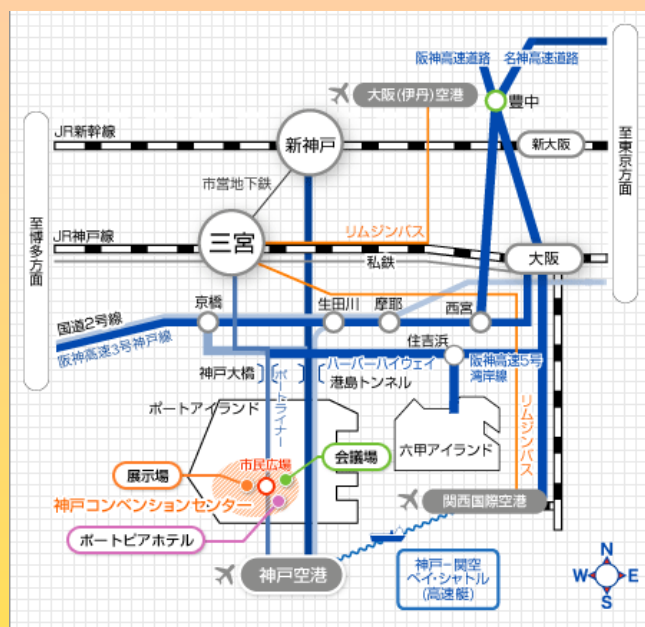 阪神高速道路
名神高速道路
大阪(伊丹)空港
豊中
至東京方面
至博多方面
JR新幹線
新神戸
新大阪
市営地下鉄
三宮
リムジンバス
JR神戸線
私鉄
大阪
京橋
生田川
摩耶
西宮
国道2号線
阪神高速3号神戸線
住吉浜
神戸大橋
ポートライナー
ハーバーハイウェイ
港島トンネル
阪神高速5号
湾岸線
ポートアイランド
六甲アイランド
リムジンバス
市民広場
会議場
展示場
神戸コンベンションセンター
関西国際空港
ポートピアホテル
神戸空港
神戸-関空
ベイ・シャトル
(高速艇)
N
W
E
S